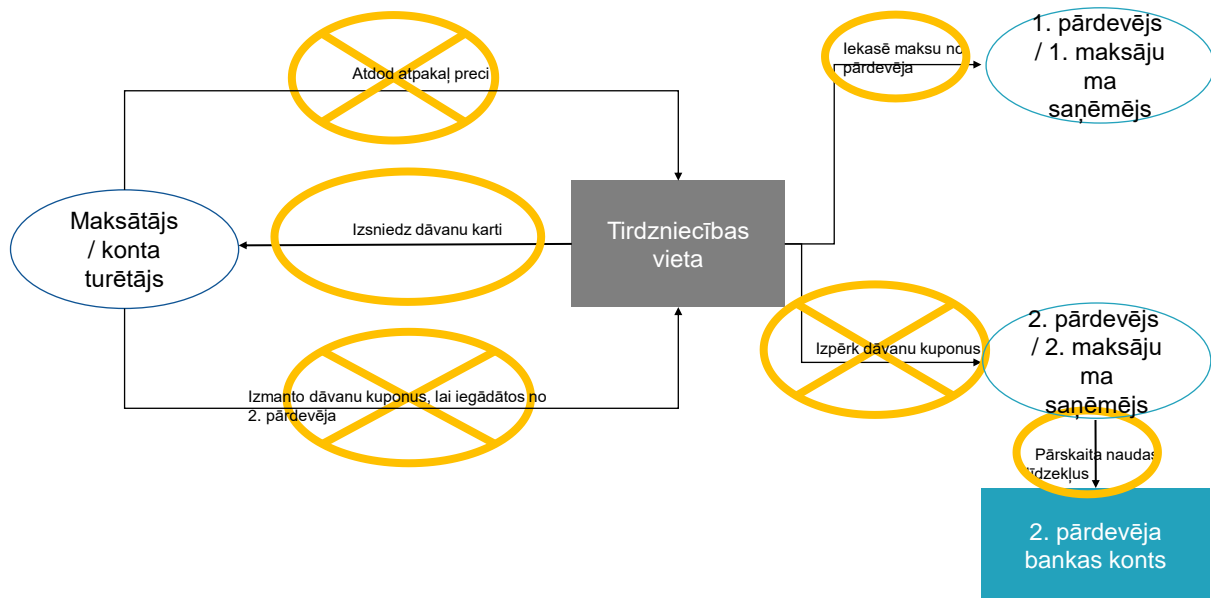 Atdod atpakaļ preci
Iekasē maksu no
pārdevēja
1. pārdevējs
/ 1. maksāju
ma
saņēmējs
Maksātājs
/ konta
turētājs
Izsniedz dāvanu karti
Tirdzniecības
vieta
Izpērk dāvanu kuponus
2. pārdevējs
/ 2. maksāju
ma
saņēmējs
Izmanto dāvanu kuponus, lai iegādātos no
2. pārdevēja
Pārskaita naudas
līdzekļus
2. pārdevēja
bankas konts